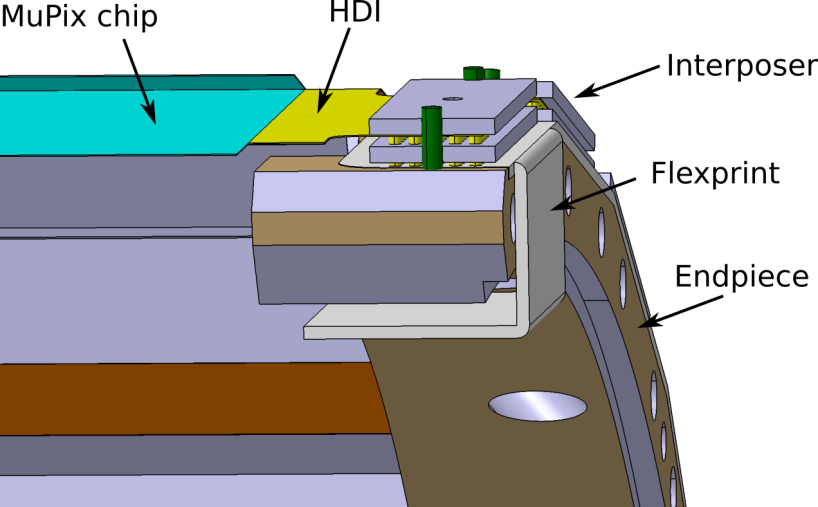 MuPix chip
HDI
Interposer
Flexprint
Endpiece